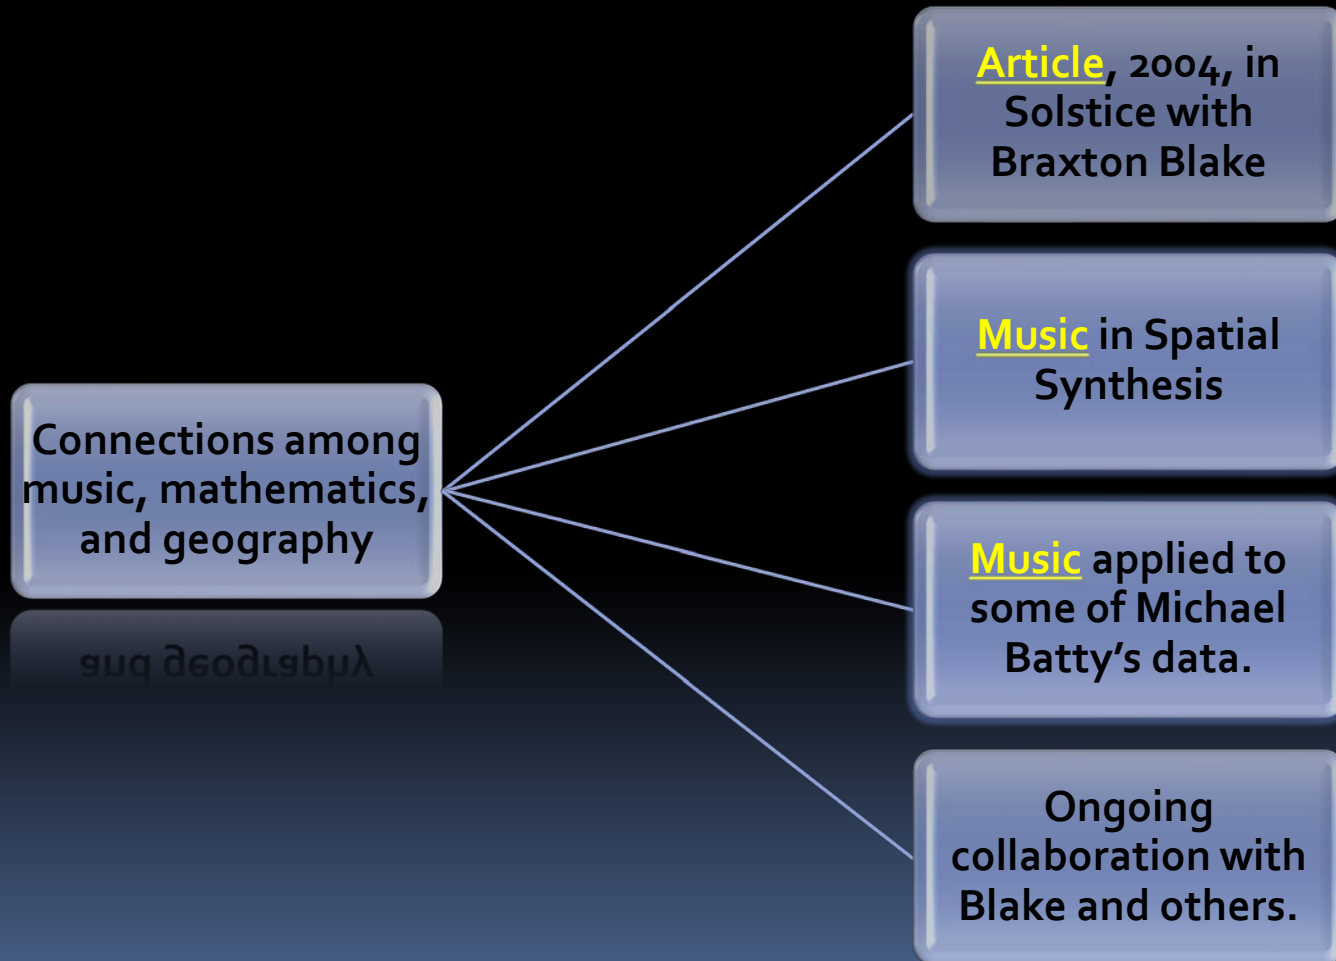 Connections among
music, mathematics,
and geography
Article, 2004, in
Solstice with
Braxton Blake
Music in Spatial
Synthesis
Music applied to
some of Michael
Batty’s data.
Ongoing
collaboration with
Blake and others.